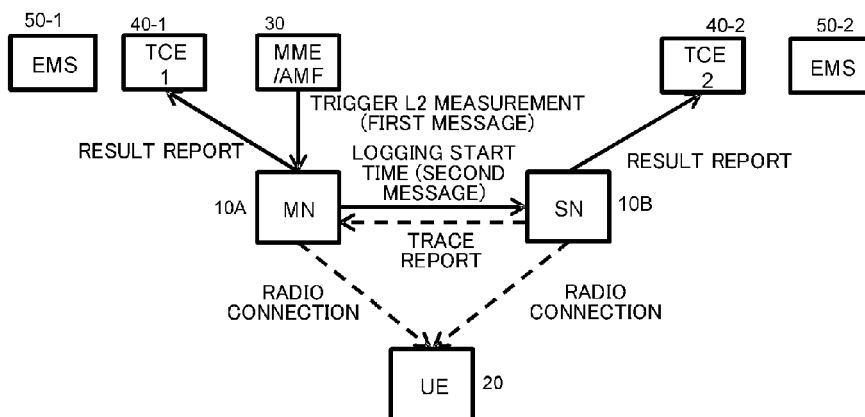 50-1
40-1
30
40-2
50-2
EMS
TCE
1
MME
/AMF
TCE
2
EMS
TRIGGER L2 MEASUREMENT
(FIRST MESSAGE)
RESULT REPORT
LOGGING START
TIME (SECOND
MESSAGE)
RESULT REPORT
10A
MN
SN
10B
TRACE
REPORT
RADIO
CONNECTION
RADIO
CONNECTION
UE
20